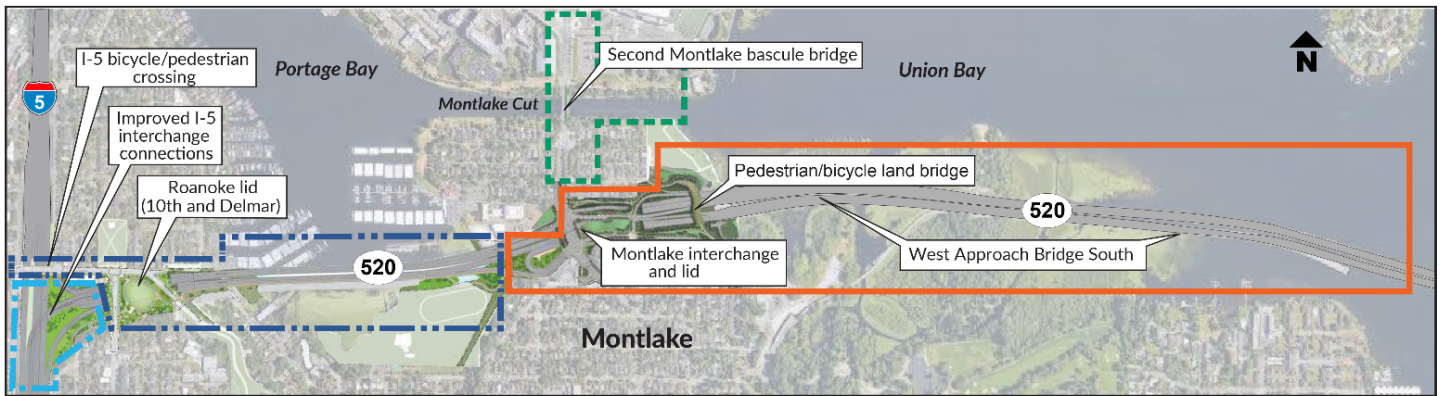 I-5 bicycle/pedestrian
crossing
Portage Bay
Second Montlake bascule bridge
Union Bay
N
5
Improved I-5
interchange
connections
Montlake Cut
Roanoke lid
(10th and Delmar)
Pedestrian/bicycle land bridge
520
520
Montlake interchange
and lid
West Approach Bridge South
Montlake